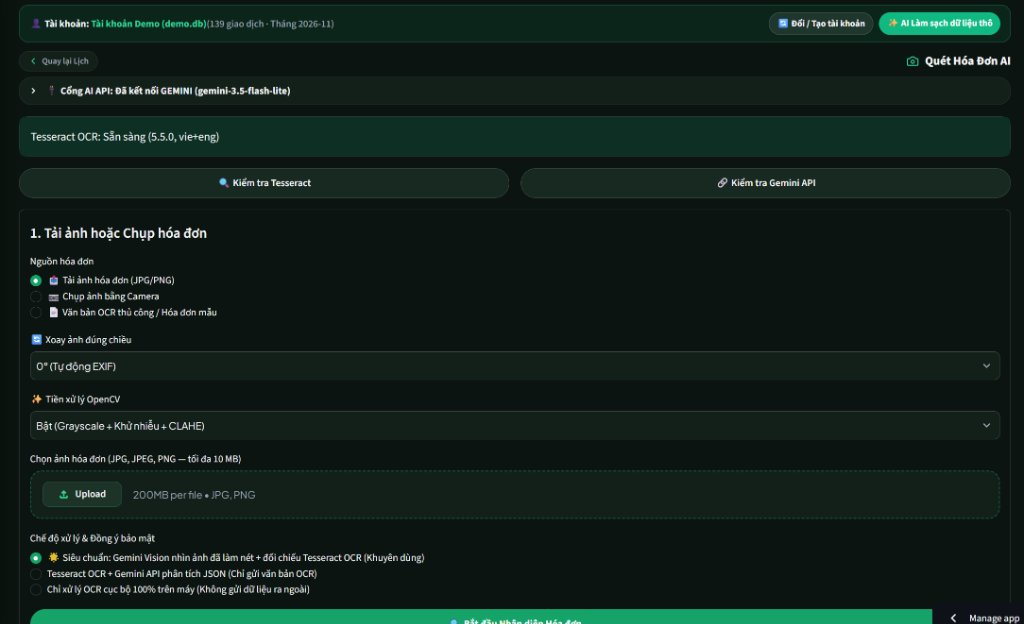 Tài khoản: Tài khoản Demo (demo.db)(139 giao dịch · Tháng 2026-11)
Đổi / Tạo tài khoản
AI Làm sạch dữ liệu thô
Quay lại Lịch
Quét Hóa Đơn AI
Cổng AI API: Đã kết nối GEMINI (gemini-3.5-flash-lite)
Tesseract OCR: Sẵn sàng (5.5.0, vie+eng)
Kiểm tra Tesseract
Kiểm tra Gemini API
1. Tải ảnh hoặc Chụp hóa đơn
Nguồn hóa đơn
Tải ảnh hóa đơn (JPG/PNG)
Chụp ảnh bằng Camera
Văn bản OCR thủ công / Hóa đơn mẫu
Xoay ảnh đúng chiều
0° (Tự động EXIF)
Tiền xử lý OpenCV
Bật (Grayscale + Khử nhiễu + CLAHE)
Chọn ảnh hóa đơn (JPG, JPEG, PNG — tối đa 10 MB)
Upload
200MB per file • JPG, PNG
Chế độ xử lý & Đồng ý bảo mật
Siêu chuẩn: Gemini Vision nhìn ảnh đã làm nét + đối chiếu Tesseract OCR (Khuyên dùng)
Tesseract OCR + Gemini API phân tích JSON (Chỉ gửi văn bản OCR)
Chỉ xử lý OCR cục bộ 100% trên máy (Không gửi dữ liệu ra ngoài)
Bắt đầu Nhận diện Hóa đơn
Manage app